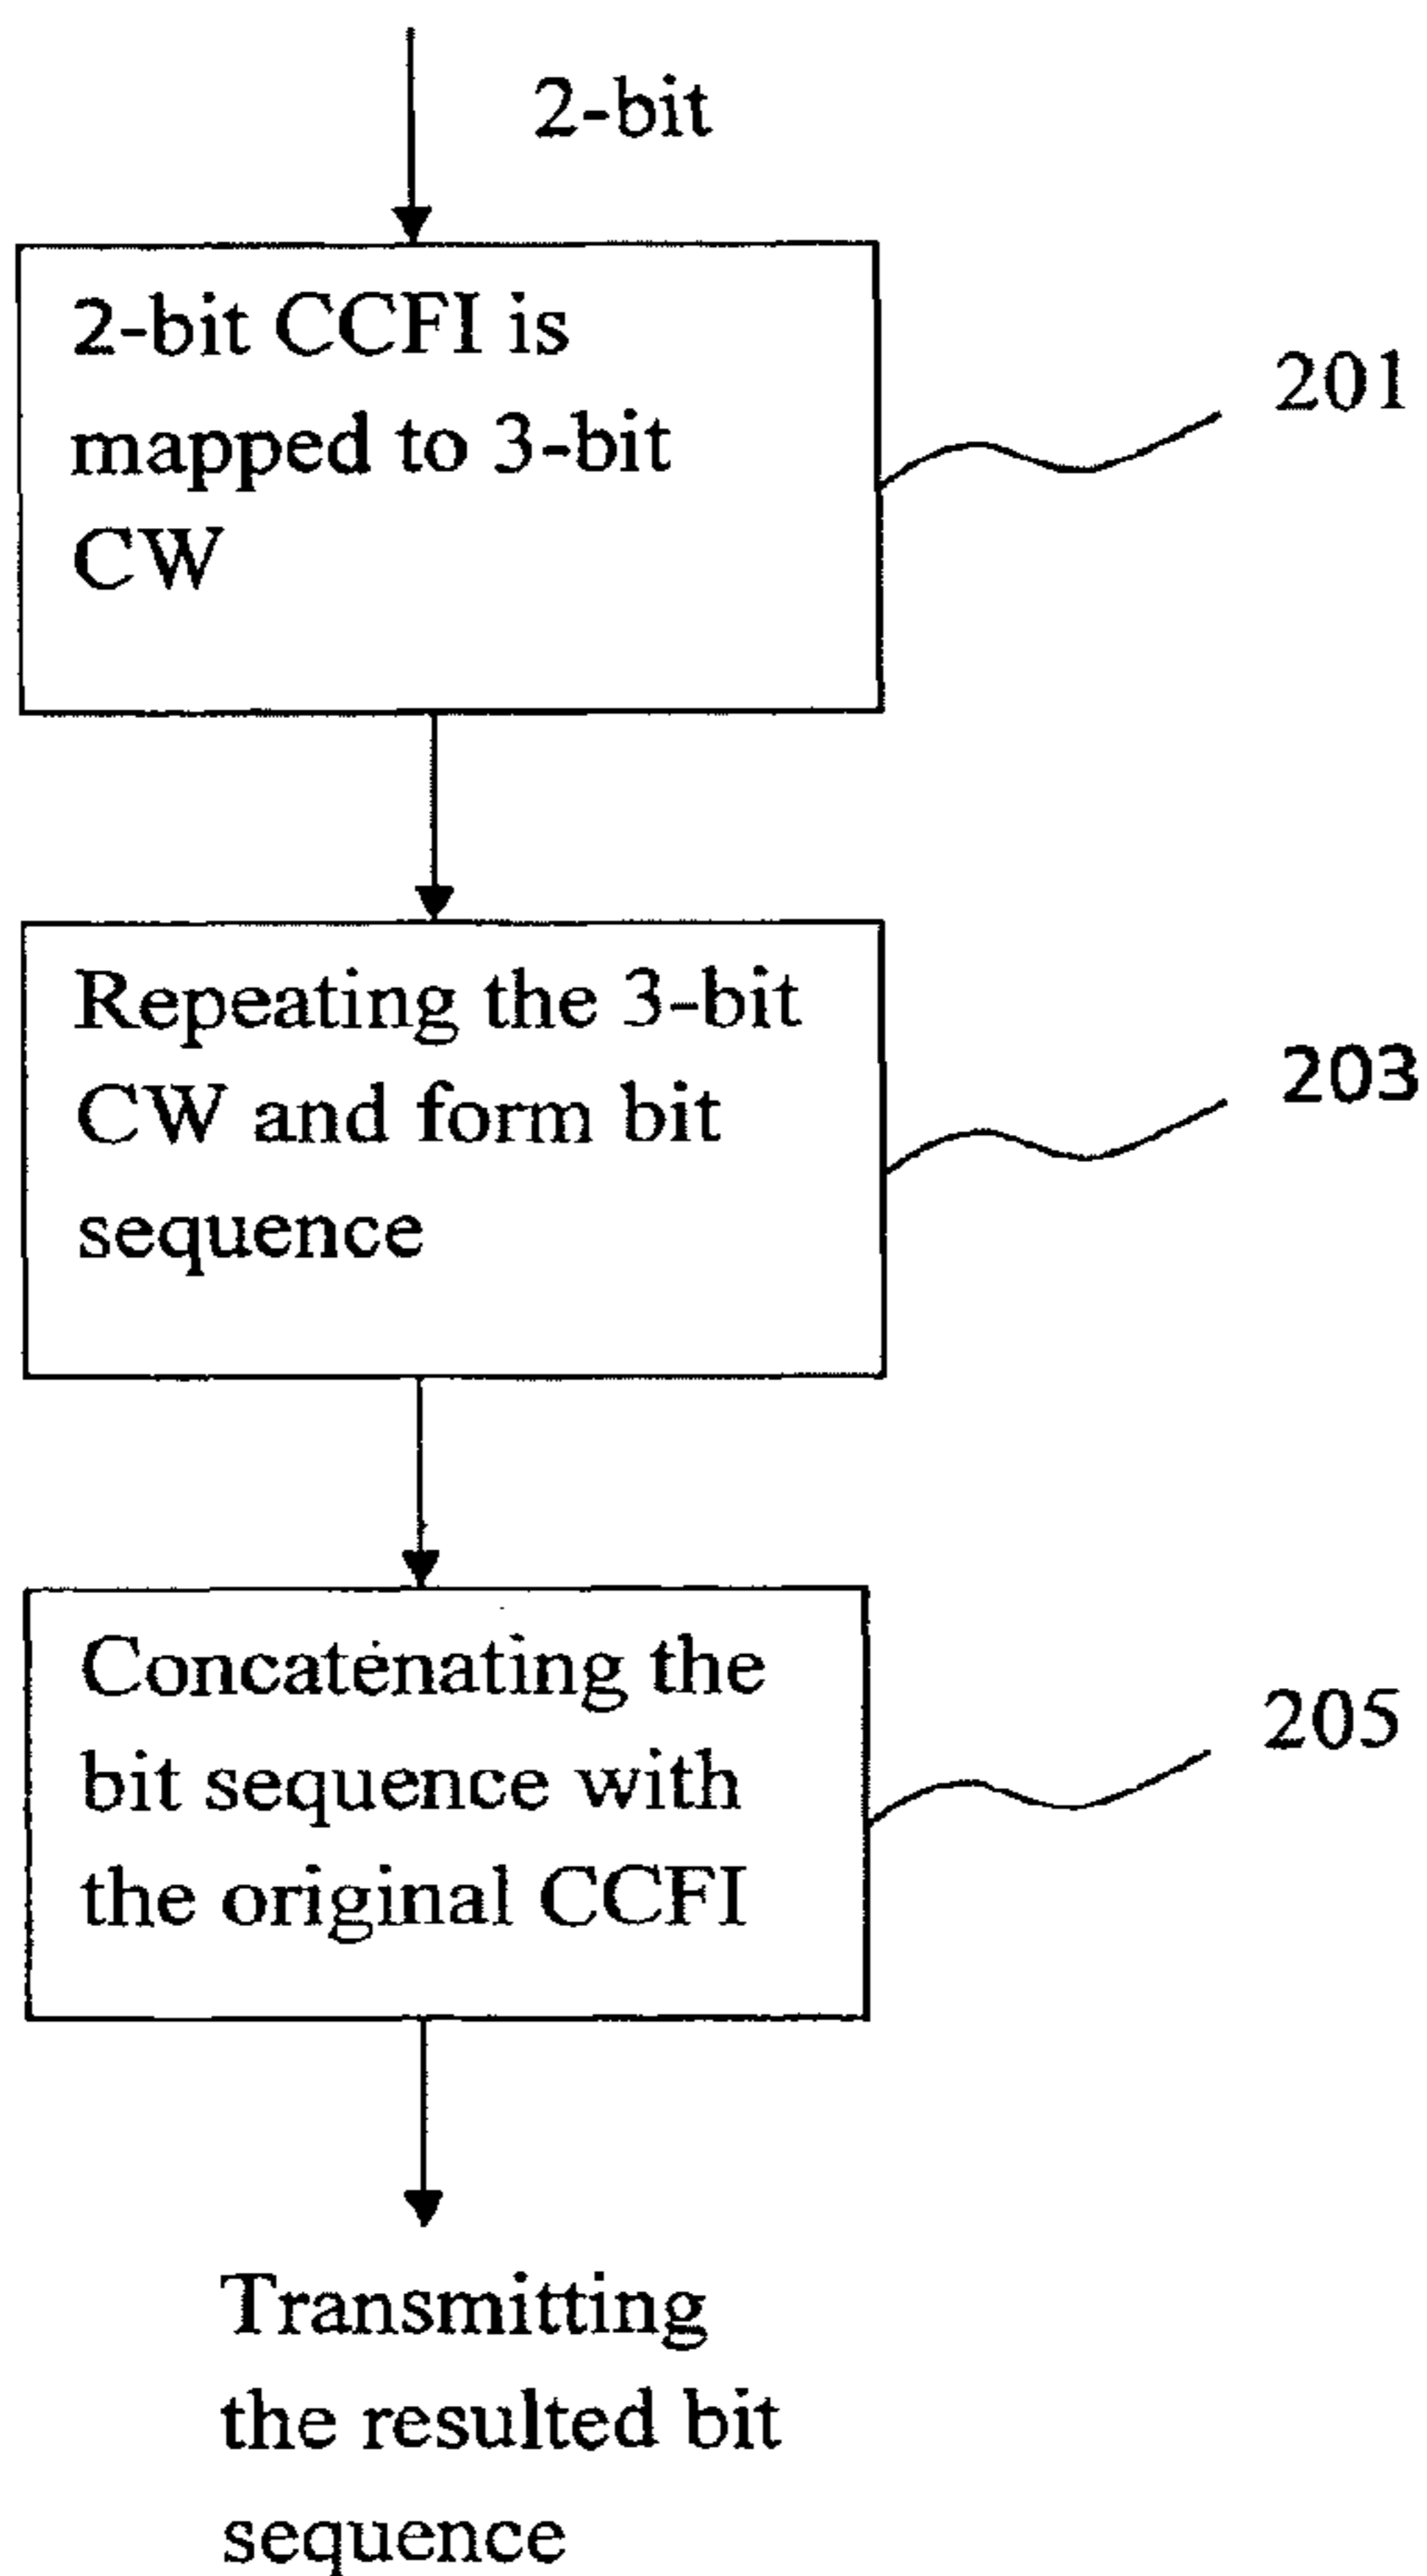 2-bit
2-bit CCFI is
mapped to 3-bit
CW
201
Repeating the 3-bit
CW and form bit
sequence
203
Concatenating the
bit sequence with
the original CCFI
205
Transmitting
the resulted bit
sequence